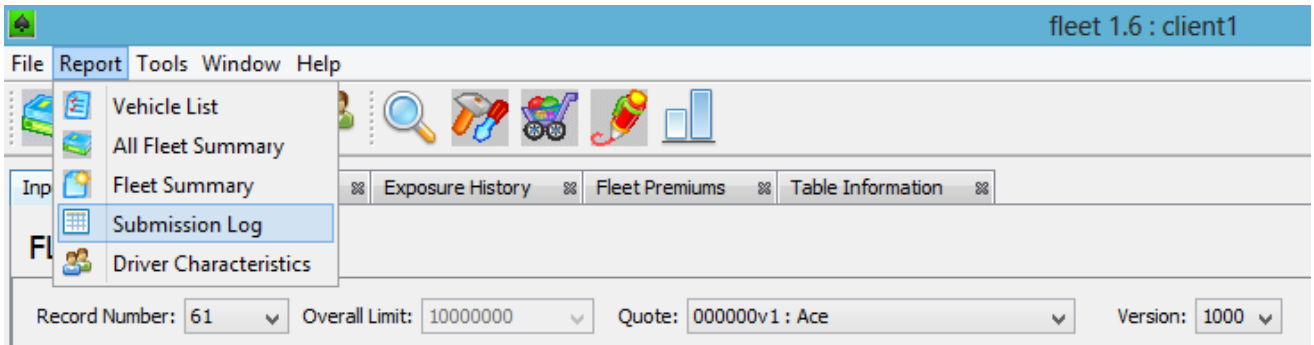 fleet 1.6 : client1
File Report Tools Window Help
Vehicle List
All Fleet Summary
Fleet Summary
Submission Log
Driver Characteristics
Exposure History Fleet Premiums Table Information
Record Number: 61 Overall Limit: 10000000 Quote: 000000v1 : Ace Version: 1000